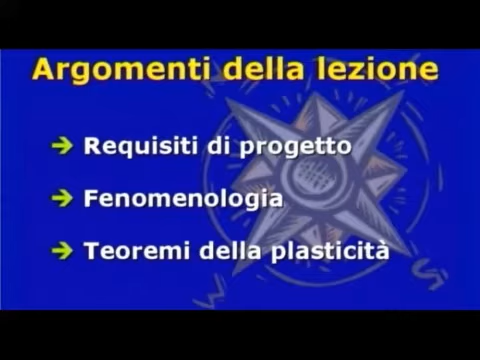 Argomenti della lezione
Requisiti di progetto
Fenomenologia
Teoremi della plasticità